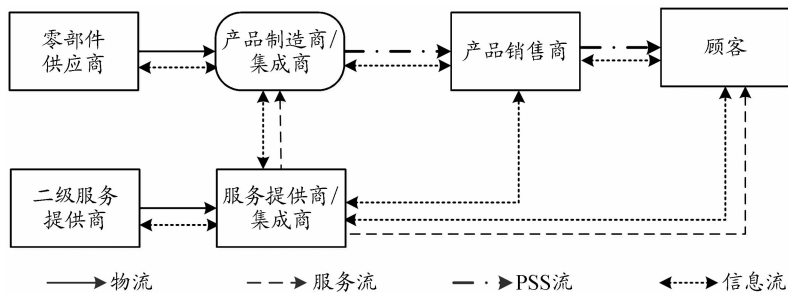 零部件
供应商
产品制造商/
集成商
产品销售商
顾客
二级服务
提供商
服务提供商/
集成商
物流
服务流
PSS流
信息流